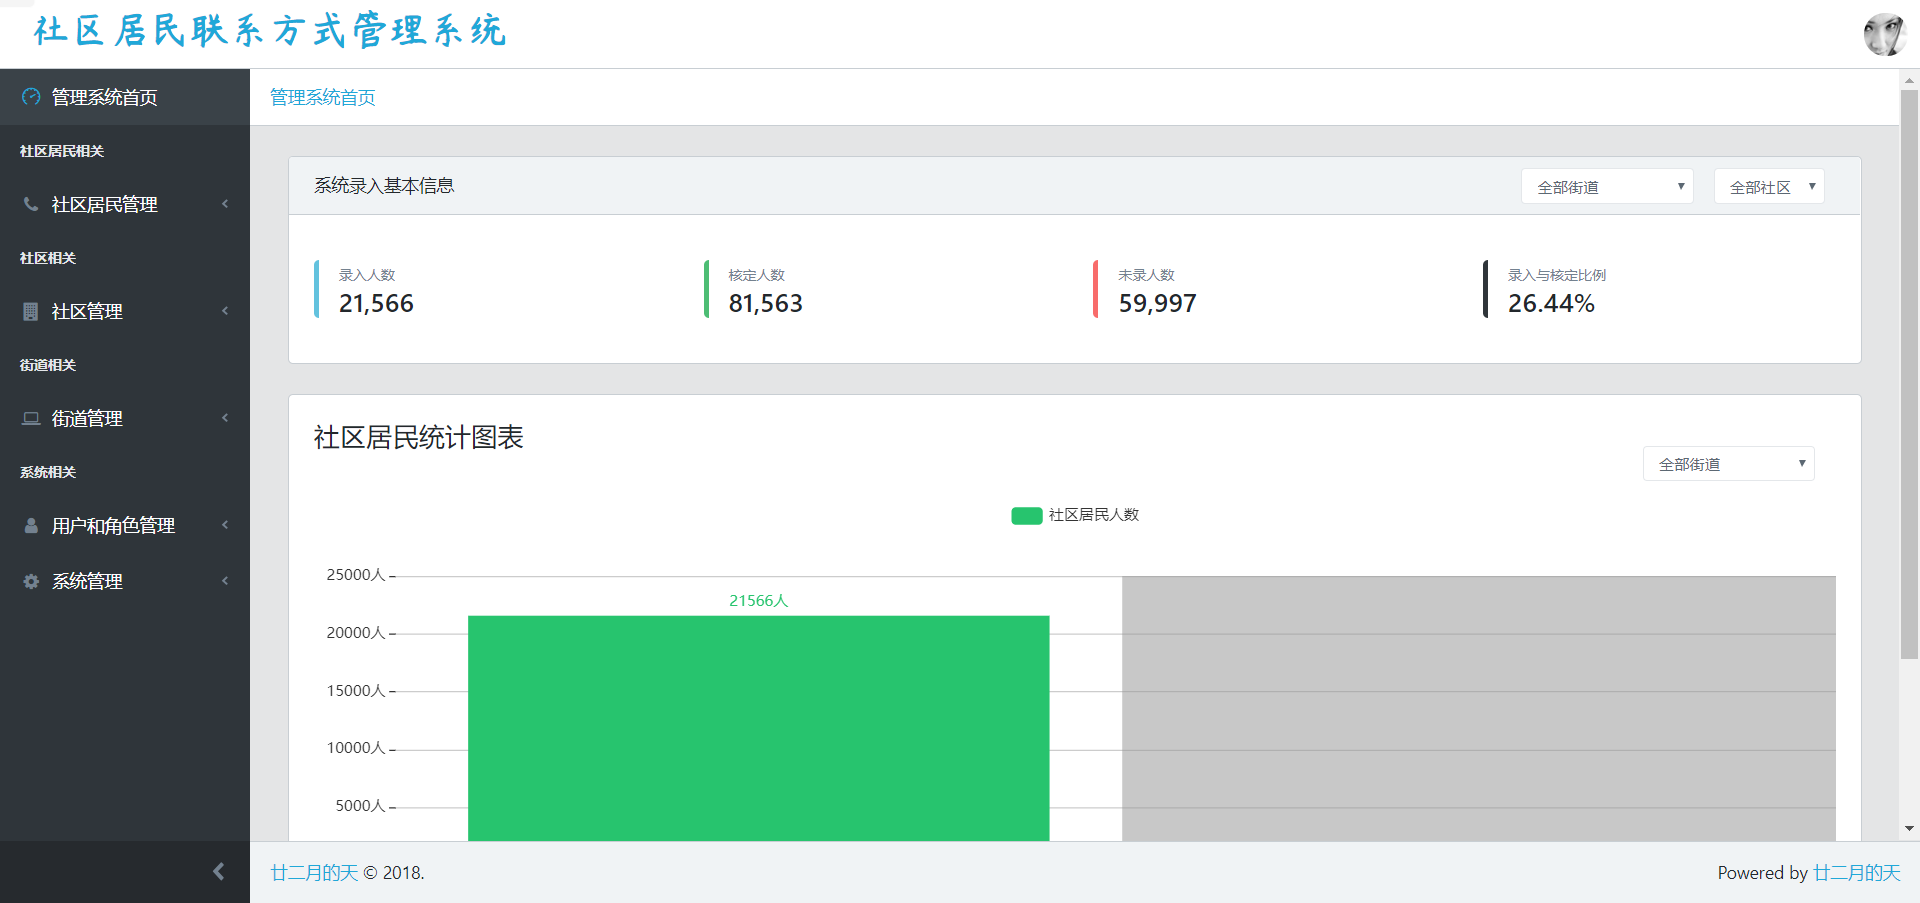 社区居民联系方式管理系统
管理系统首页
社区居民相关
社区居民管理
社区相关
社区管理
街道相关
街道管理
系统相关
用户和角色管理
系统管理
管理系统首页
系统录入基本信息
全部街道
全部社区
录入人数
21,566
核定人数
81,563
未录人数
59,997
录入与核定比例
26.44%
社区居民统计图表
全部街道
社区居民人数
25000人
21566人
20000人
15000人
10000人
5000人
廿二月的天 © 2018.
Powered by 廿二月的天